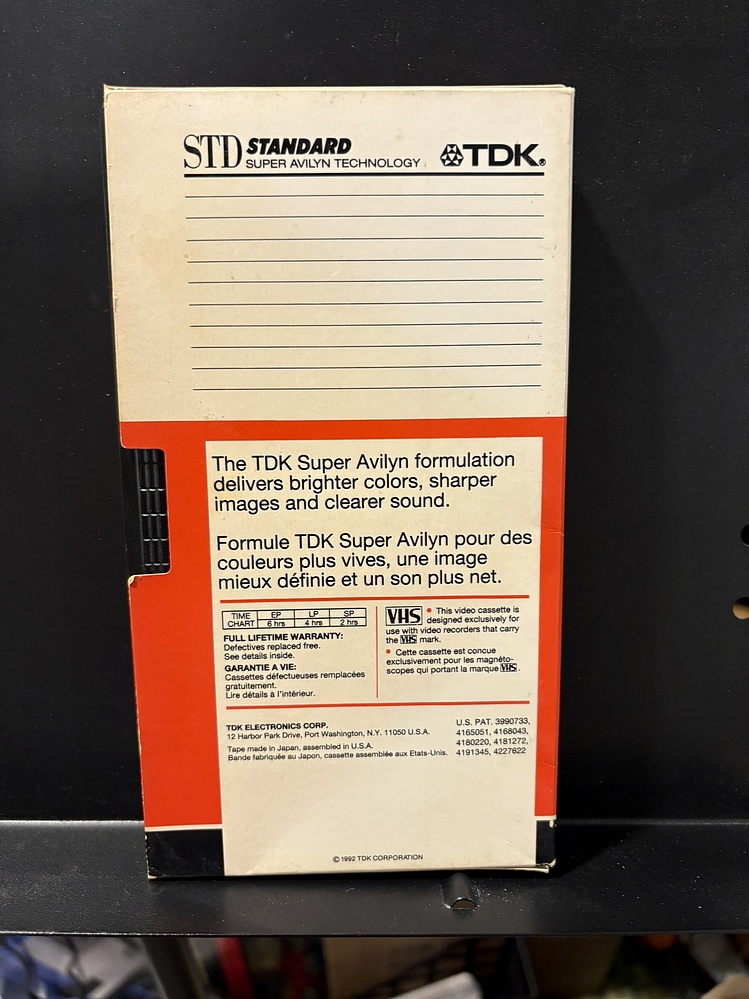 STD STANDARD
SUPER AVILYN TECHNOLOGY
TDK®
The TDK Super Avilyn formulation
delivers brighter colors, sharper
images and clearer sound.
Formule TDK Super Avilyn pour des
couleurs plus vives, une image
mieux définie et un son plus net.
TIME CHART EP LP SP
6 hrs 4 hrs 2 hrs
FULL LIFETIME WARRANTY:
Defectives replaced free.
See details inside.
GARANTIE A VIE:
Cassettes défectueuses remplacées
gratuitement.
Lire détails à l'intérieur.
VHS • This video cassette is
designed exclusively for
use with video recorders that carry
the VHS mark.
• Cette cassette est concue
exclusivement pour les magnéto-
scopes qui portant la marque VHS.
TDK ELECTRONICS CORP.
12 Harbor Park Drive, Port Washington, N.Y. 11050 U.S.A.
Tape made in Japan, assembled in U.S.A.
Bande fabriquée au Japon, cassette assemblée aux Etats-Unis.
U.S. PAT. 3990733,
4165051, 4168043,
4180220, 4181272,
4191345, 4227622
© 1992 TDK CORPORATION